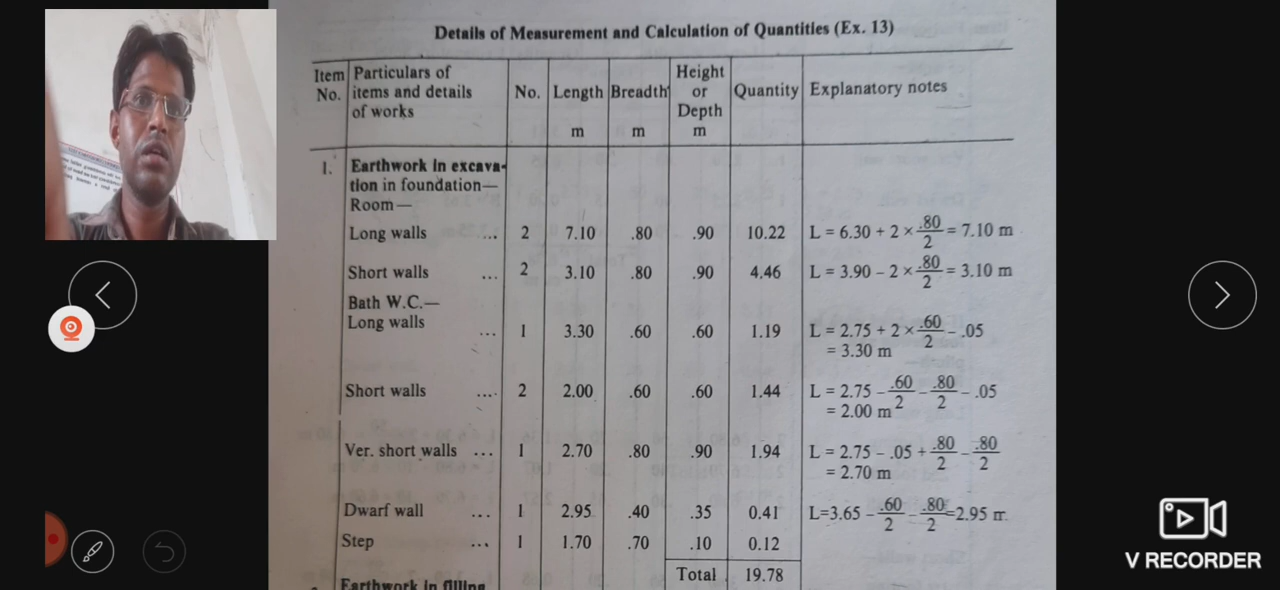 Details of Measurement and Calculation of Quantities (Ex. 13)
Item No. Particulars of items and details of works No. Length m Breadth m Height or Depth m Quantity Explanatory notes
1. Earthwork in excava-
tion in foundation—
Room—
Long walls ... 2 7.10 .80 .90 10.22 L = 6.30 + 2 × .80/2 = 7.10 m
Short walls ... 2 3.10 .80 .90 4.46 L = 3.90 – 2 × .80/2 = 3.10 m
Bath W.C.—
Long walls ... 1 3.30 .60 .60 1.19 L = 2.75 + 2 × .60/2 – .05
= 3.30 m
Short walls .... 2 2.00 .60 .60 1.44 L = 2.75 – .60/2 – .80/2 – .05
= 2.00 m
Ver. short walls ... 1 2.70 .80 .90 1.94 L = 2.75 – .05 + .80/2 – .80/2
= 2.70 m
Dwarf wall ... 1 2.95 .40 .35 0.41 L=3.65 – .60/2 – .80/2=2.95 m
Step ... 1 1.70 .70 .10 0.12
Total 19.78
Earthwork in filling
V RECORDER